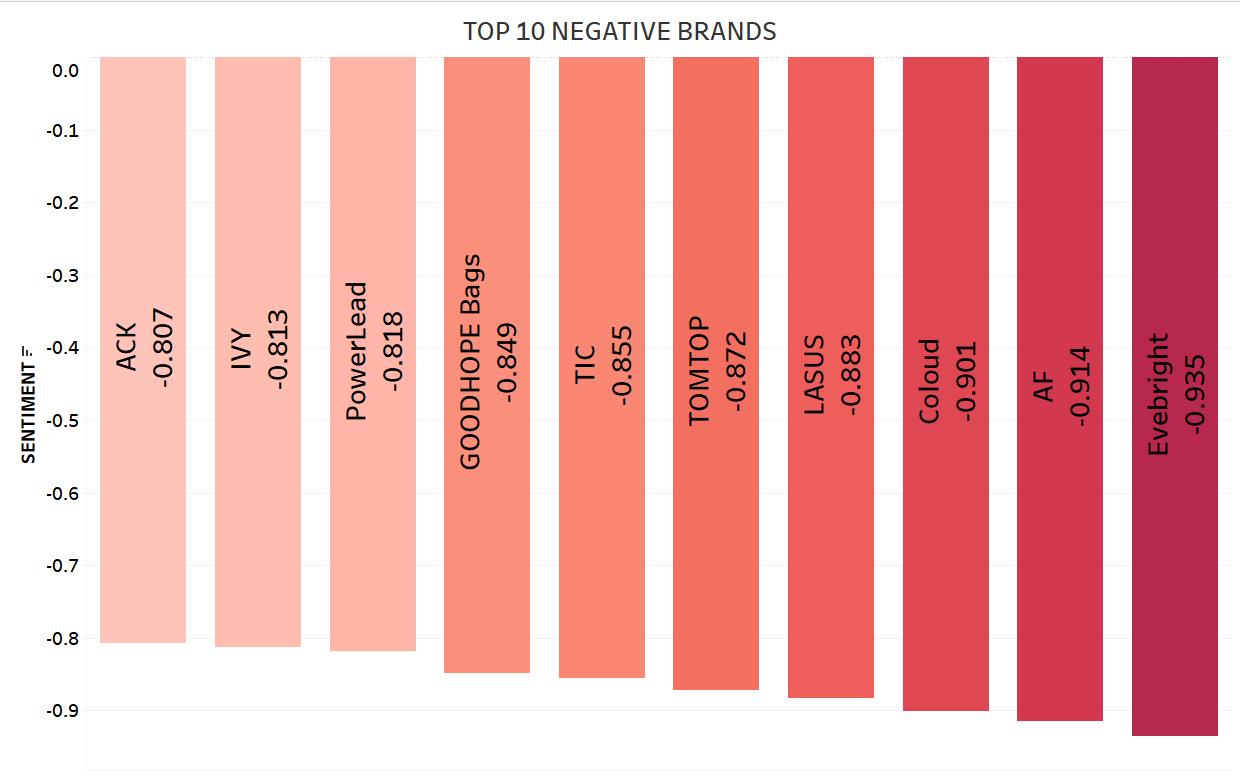 TOP 10 NEGATIVE BRANDS
0.0
-0.1
-0.2
-0.3
-0.4
-0.5
-0.6
-0.7
-0.8
-0.9
SENTIMENT
ACK
-0.807
IVY
-0.813
PowerLead
-0.818
GOODHOPE Bags
-0.849
TIC
-0.855
TOMTOP
-0.872
LASUS
-0.883
Coloud
-0.901
AF
-0.914
Evebright
-0.935